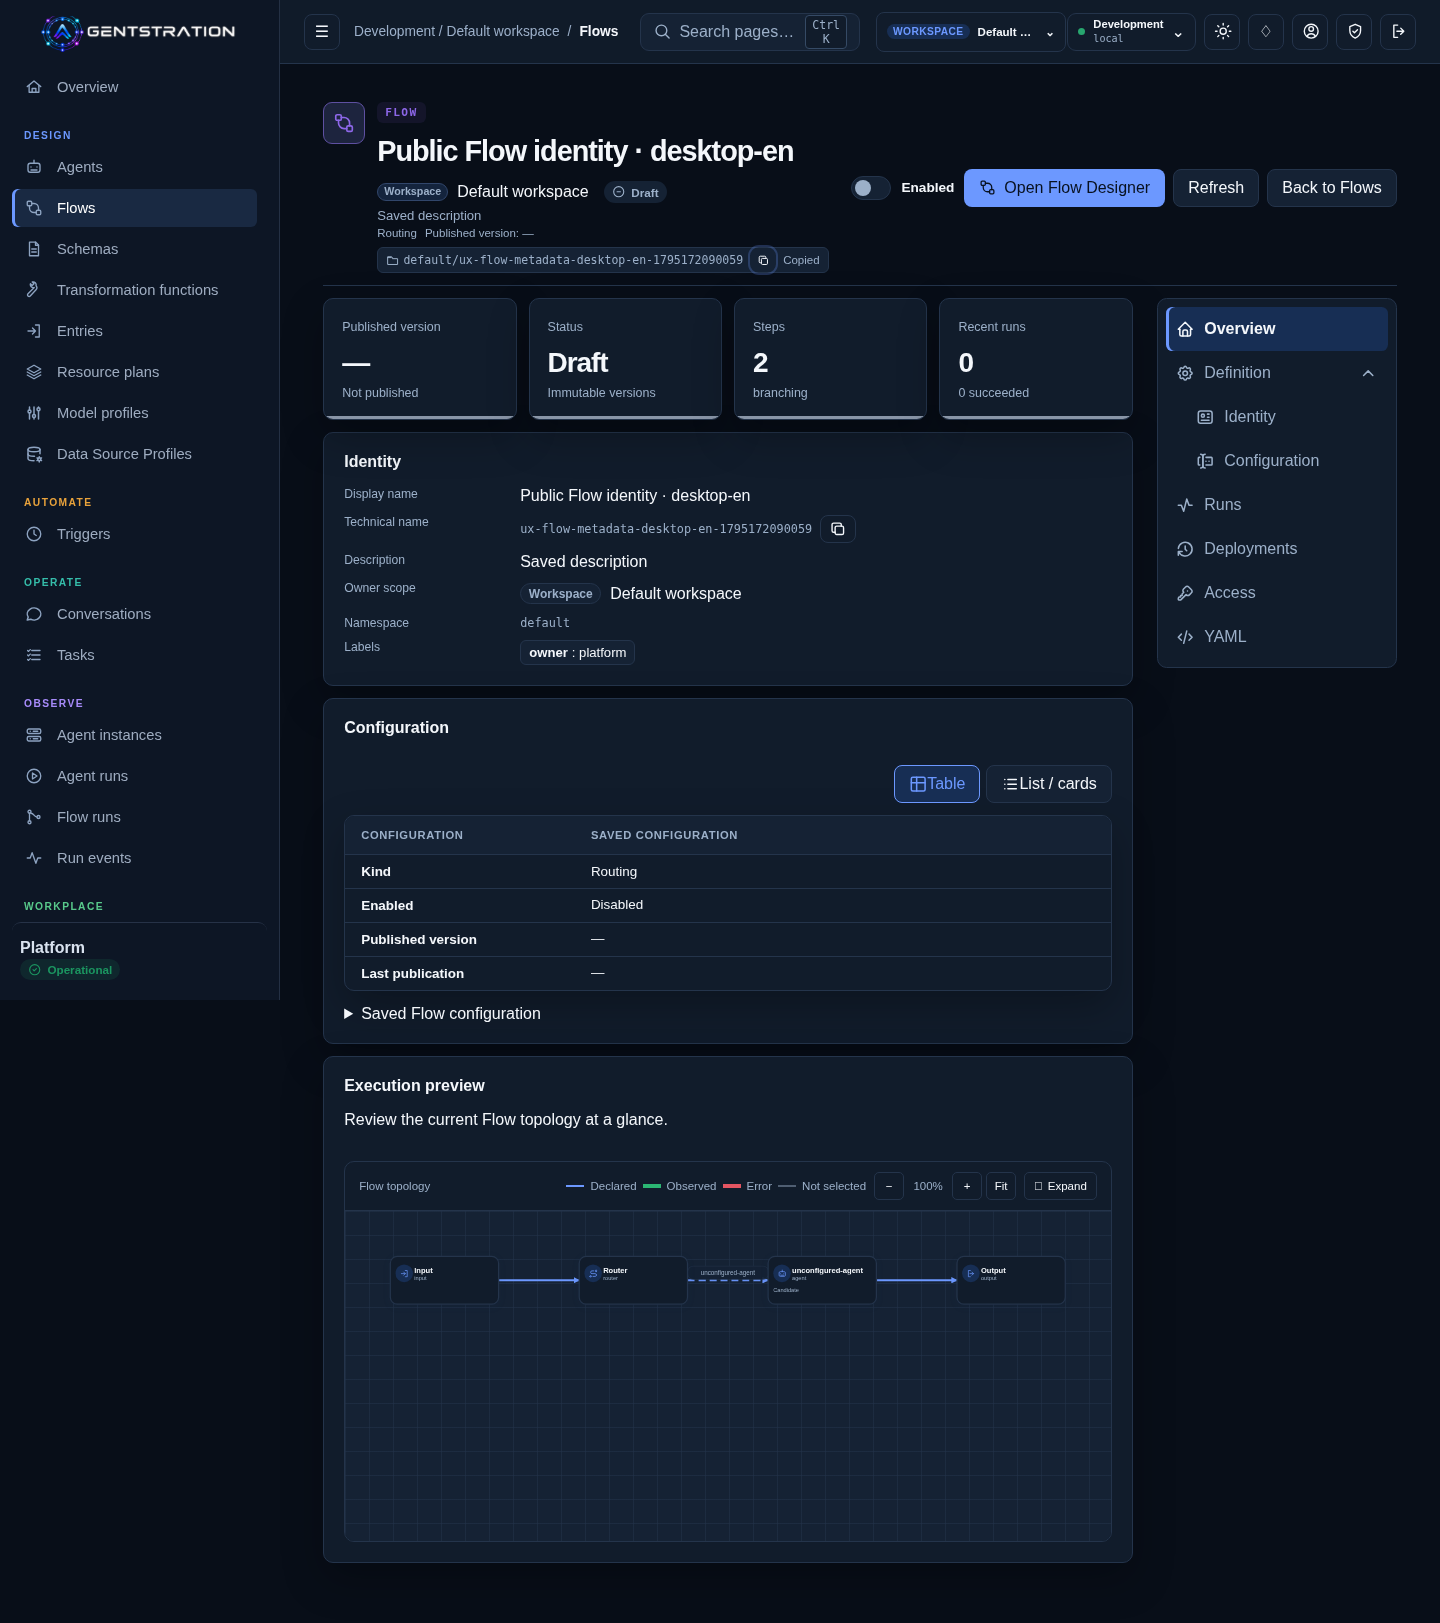 GENTSTRATION
Overview
DESIGN
Agents
Flows
Schemas
Transformation functions
Entries
Resource plans
Model profiles
Data Source Profiles
AUTOMATE
Triggers
OPERATE
Conversations
Tasks
OBSERVE
Agent instances
Agent runs
Flow runs
Run events
WORKPLACE
Platform
Operational
Development / Default workspace / Flows
Search pages…
Ctrl K
WORKSPACE Default …
Development
local
FLOW
Public Flow identity · desktop-en
Workspace Default workspace Draft
Saved description
Routing Published version: —
default/ux-flow-metadata-desktop-en-1795172090059 Copied
Enabled
Open Flow Designer
Refresh
Back to Flows
Published version
—
Not published
Status
Draft
Immutable versions
Steps
2
branching
Recent runs
0
0 succeeded
Identity
Display name Public Flow identity · desktop-en
Technical name ux-flow-metadata-desktop-en-1795172090059
Description Saved description
Owner scope Workspace Default workspace
Namespace default
Labels owner : platform
Configuration
Table List / cards
CONFIGURATION SAVED CONFIGURATION
Kind Routing
Enabled Disabled
Published version —
Last publication —
Saved Flow configuration
Execution preview
Review the current Flow topology at a glance.
Flow topology Declared Observed Error Not selected − 100% + Fit Expand
Input
input
Router
router
unconfigured-agent
unconfigured-agent
agent
Candidate
Output
output
Overview
Definition
Identity
Configuration
Runs
Deployments
Access
YAML